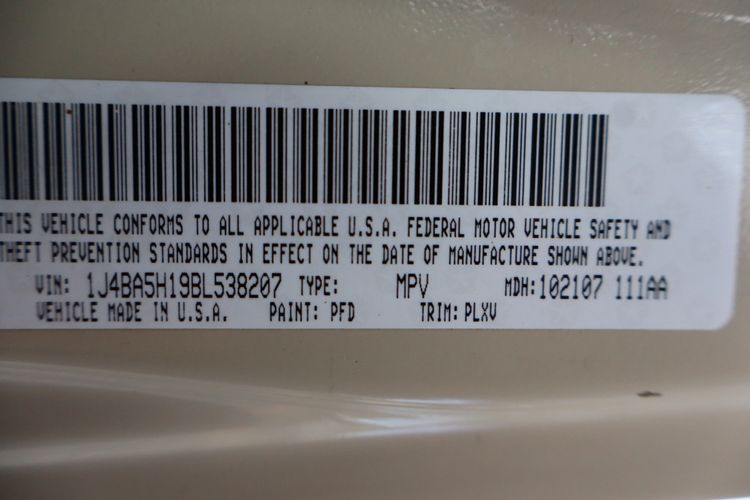 THIS VEHICLE CONFORMS TO ALL APPLICABLE U.S.A. FEDERAL MOTOR VEHICLE SAFETY AND
THEFT PREVENTION STANDARDS IN EFFECT ON THE DATE OF MANUFACTURE SHOWN ABOVE.
VIN: 1J4BA5H19BL538207 TYPE: MPV MDH:102107 111AA
VEHICLE MADE IN U.S.A. PAINT: PFD TRIM: PLXV